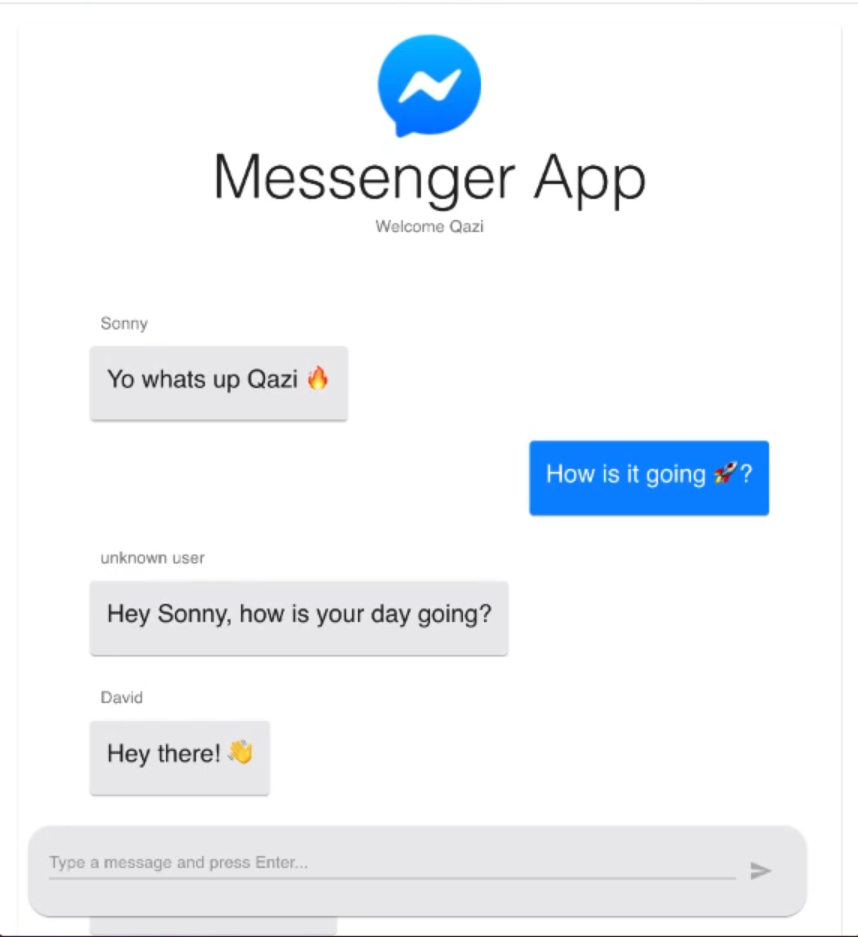 Messenger App
Welcome Qazi
Sonny
Yo whats up Qazi 🔥
How is it going 🚀?
unknown user
Hey Sonny, how is your day going?
David
Hey there! 👋
Type a message and press Enter...